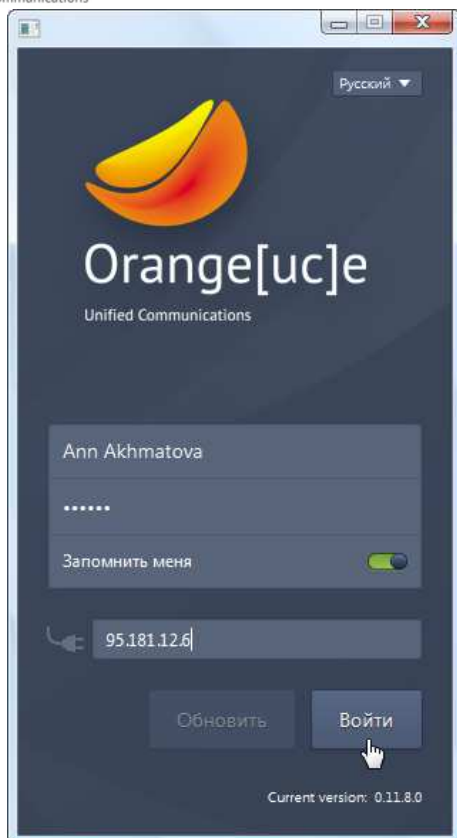 Русский
Orange[uc]e
Unified Communications
Ann Akhmatova
••••••
Запомнить меня
95.181.12.6
Обновить
Войти
Current version: 0.11.8.0